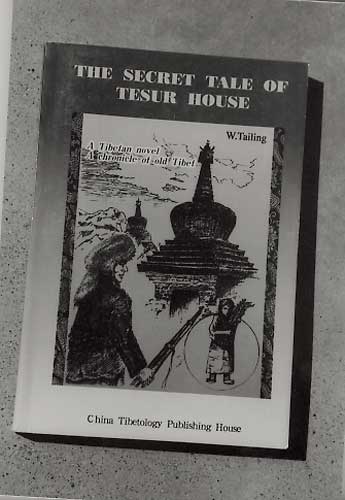 THE SECRET TALE OF
TESUR HOUSE
W.Tailing
A Tibetan novel
A chronicle of old Tibet
China Tibetology Publishing House